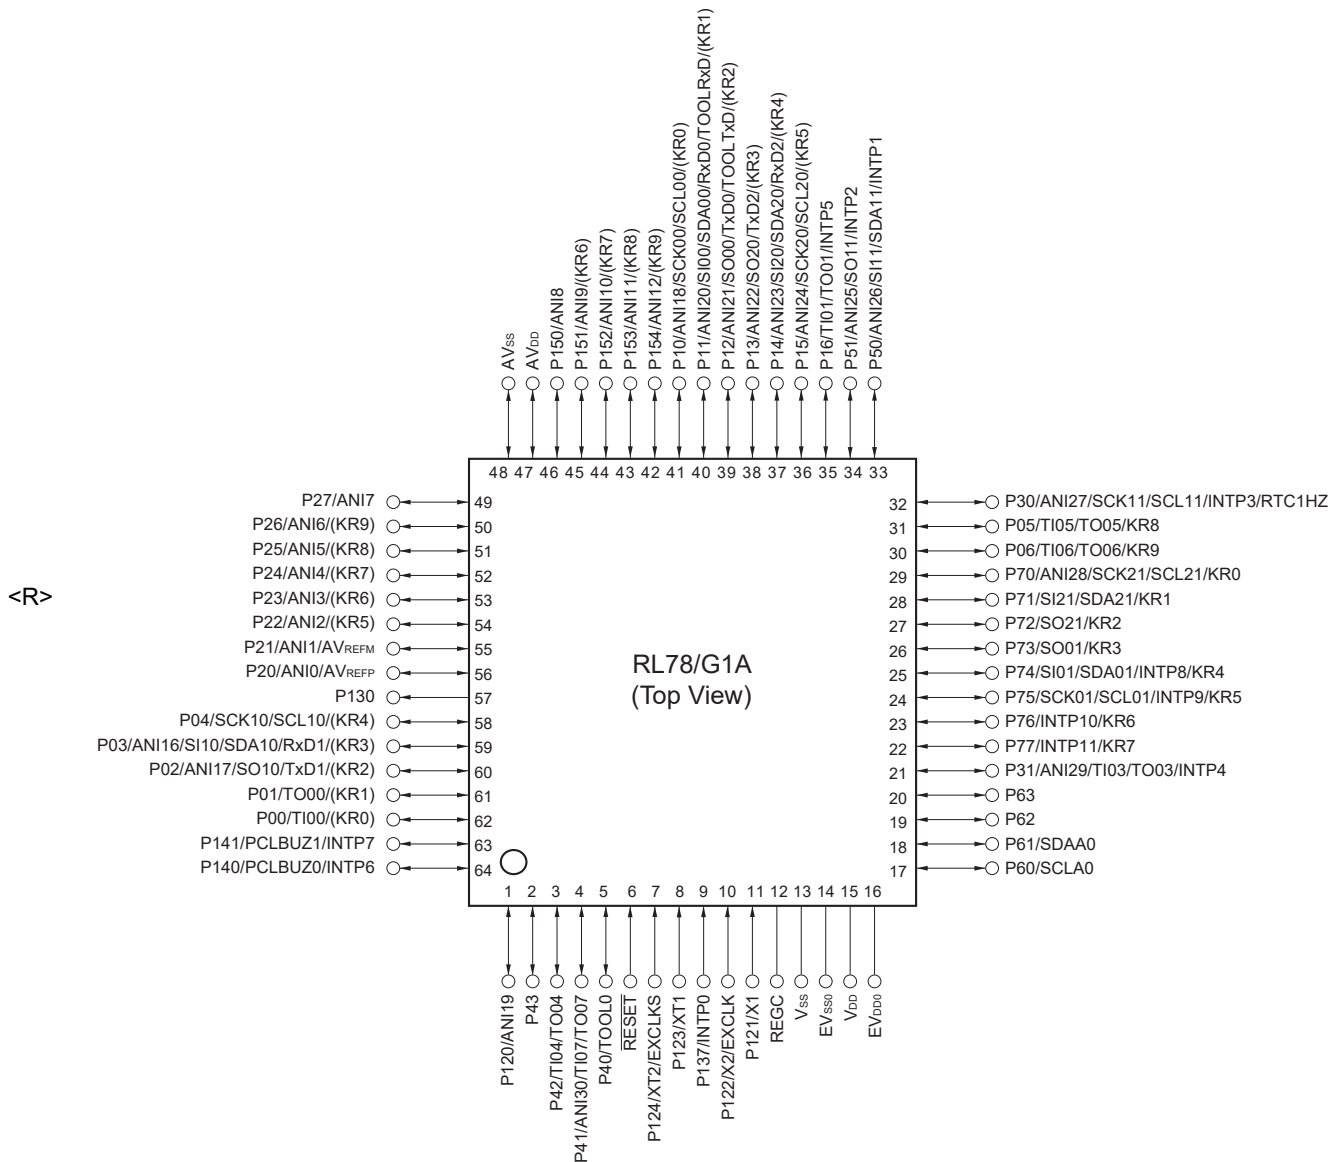 AVSS
AVDD
P150/ANI8
P151/ANI9/(KR6)
P152/ANI10/(KR7)
P153/ANI11/(KR8)
P154/ANI12/(KR9)
P10/ANI18/SCK00/SCL00/(KR0)
P11/ANI20/SI00/SDA00/RxD0/TOOLRxD/(KR1)
P12/ANI21/SO00/TxD0/TOOLTxD/(KR2)
P13/ANI22/SO20/TxD2/(KR3)
P14/ANI23/SI20/SDA20/RxD2/(KR4)
P15/ANI24/SCK20/SCL20/(KR5)
P16/TI01/TO01/INTP5
P51/ANI25/SO11/INTP2
P50/ANI26/SI11/SDA11/INTP1
48 47 46 45 44 43 42 41 40 39 38 37 36 35 34 33
P27/ANI7 49
P26/ANI6/(KR9) 50
P25/ANI5/(KR8) 51
P24/ANI4/(KR7) 52
<R>
P23/ANI3/(KR6) 53
P22/ANI2/(KR5) 54
P21/ANI1/AVREFM 55
P20/ANI0/AVREFP 56
P130 57
P04/SCK10/SCL10/(KR4) 58
P03/ANI16/SI10/SDA10/RxD1/(KR3) 59
P02/ANI17/SO10/TxD1/(KR2) 60
P01/TO00/(KR1) 61
P00/TI00/(KR0) 62
P141/PCLBUZ1/INTP7 63
P140/PCLBUZ0/INTP6 64
RL78/G1A
(Top View)
32 P30/ANI27/SCK11/SCL11/INTP3/RTC1HZ
31 P05/TI05/TO05/KR8
30 P06/TI06/TO06/KR9
29 P70/ANI28/SCK21/SCL21/KR0
28 P71/SI21/SDA21/KR1
27 P72/SO21/KR2
26 P73/SO01/KR3
25 P74/SI01/SDA01/INTP8/KR4
24 P75/SCK01/SCL01/INTP9/KR5
23 P76/INTP10/KR6
22 P77/INTP11/KR7
21 P31/ANI29/TI03/TO03/INTP4
20 P63
19 P62
18 P61/SDAA0
17 P60/SCLA0
1 2 3 4 5 6 7 8 9 10 11 12 13 14 15 16
P120/ANI19
P43
P42/TI04/TO04
P41/ANI30/TI07/TO07
P40/TOOL0
RESET
P124/XT2/EXCLKS
P123/XT1
P137/INTP0
P122/X2/EXCLK
P121/X1
REGC
VSS
EVSS0
VDD
EVDD0